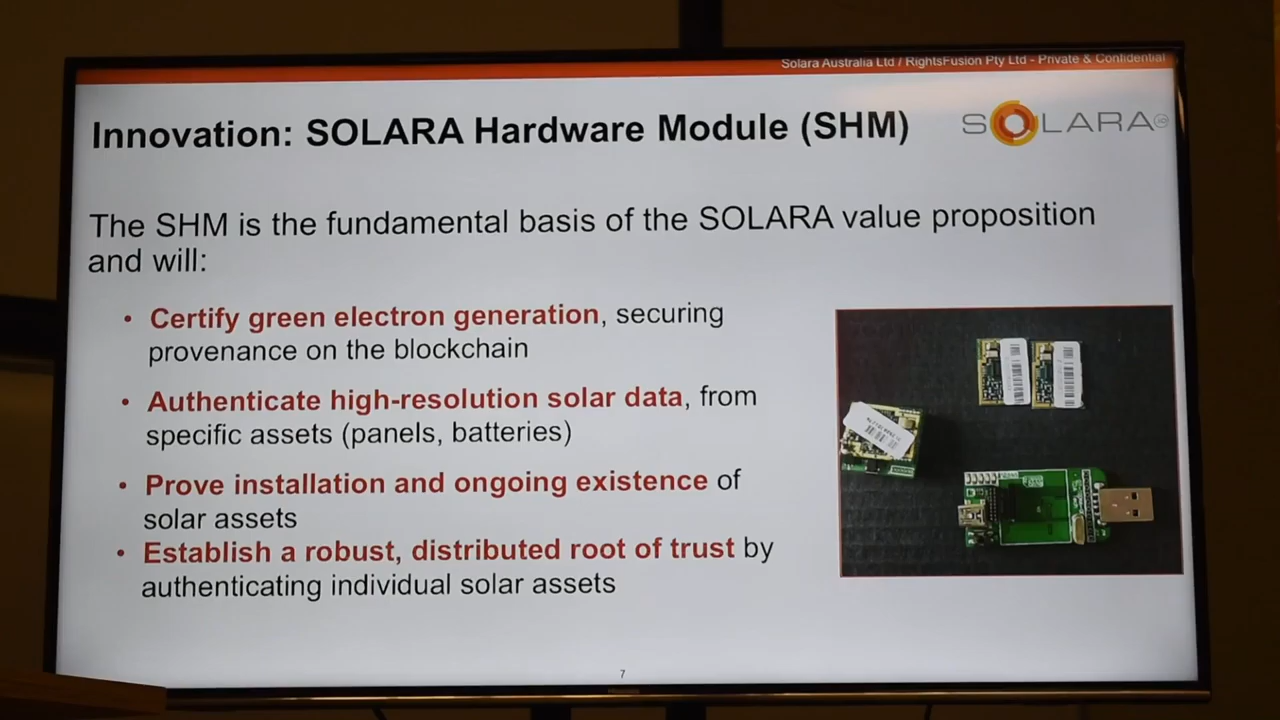 Solara Australia Ltd / RightsFusion Pty Ltd - Private & Confidential
Innovation: SOLARA Hardware Module (SHM)
SOLARA
The SHM is the fundamental basis of the SOLARA value proposition
and will:
• Certify green electron generation, securing
provenance on the blockchain
• Authenticate high-resolution solar data, from
specific assets (panels, batteries)
• Prove installation and ongoing existence of
solar assets
• Establish a robust, distributed root of trust by
authenticating individual solar assets
7